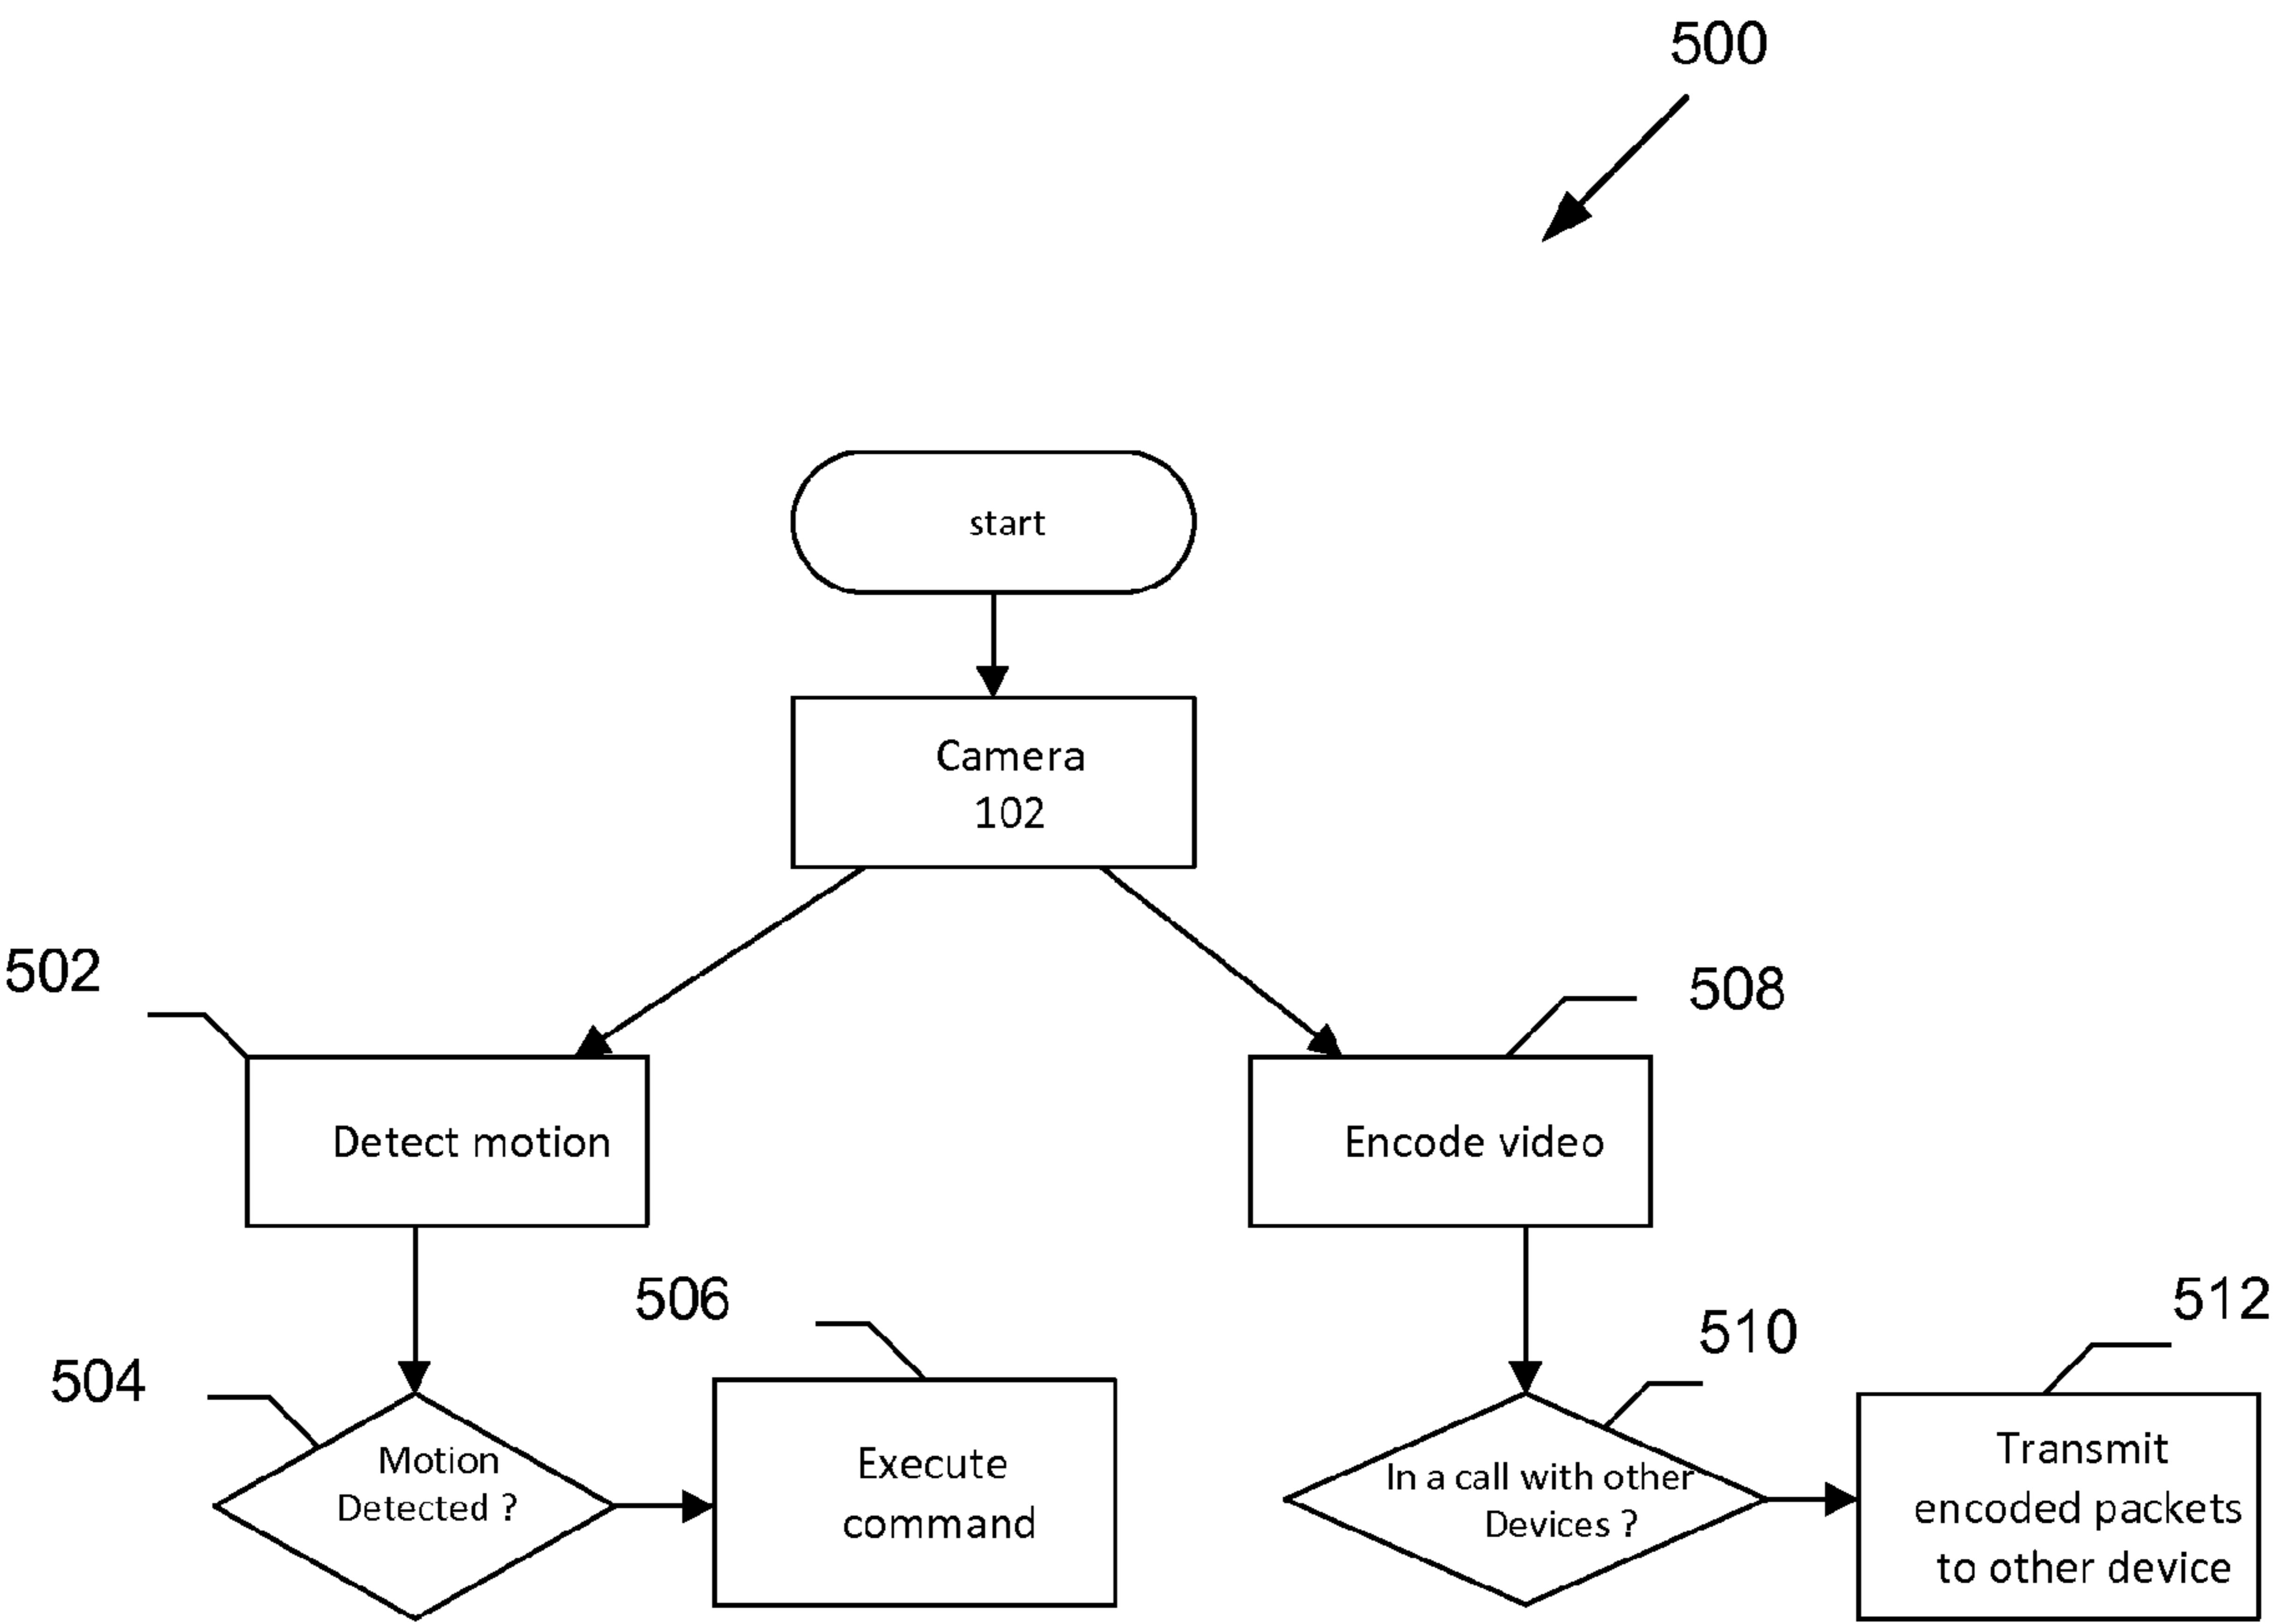 500
start
Camera
102
502
508
Detect motion
Encode video
506
512
510
504
Motion
Detected ?
Execute
command
In a call with other
Devices ?
Transmit
encoded packets
to other device